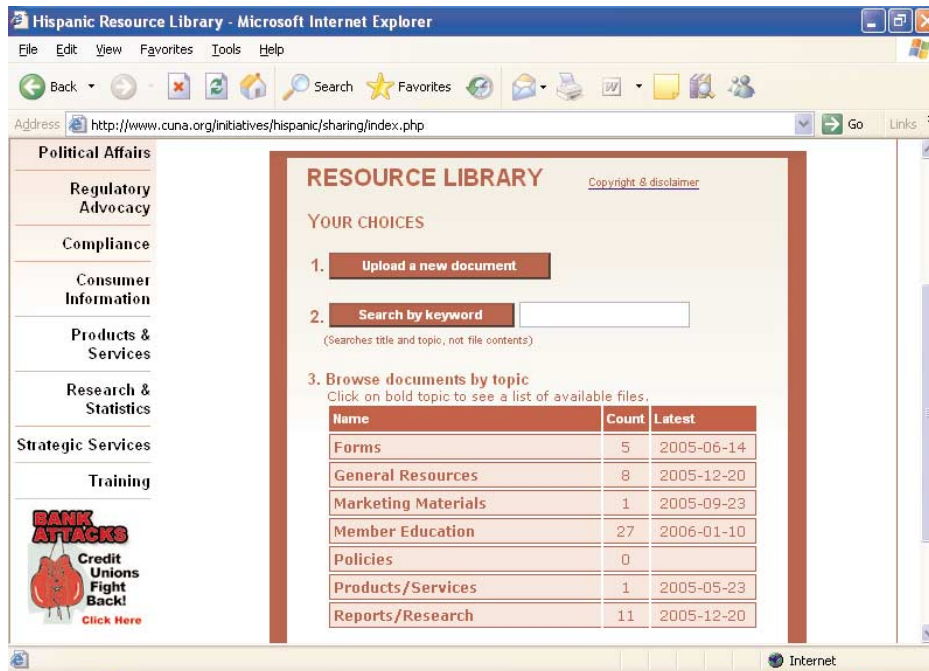 Hispanic Resource Library - Microsoft Internet Explorer
File Edit View Favorites Tools Help
Back Search Favorites
Address http://www.cuna.org/initiatives/hispanic/sharing/index.php Go Links
Political Affairs
Regulatory
Advocacy
Compliance
Consumer
Information
Products &
Services
Research &
Statistics
Strategic Services
Training
BANK
ATTACKS
Credit
Unions
Fight
Back!
Click Here
RESOURCE LIBRARY Copyright & disclaimer
YOUR CHOICES
1. Upload a new document
2. Search by keyword
(Searches title and topic, not file contents)
3. Browse documents by topic
Click on bold topic to see a list of available files.
Name Count Latest
Forms 5 2005-06-14
General Resources 8 2005-12-20
Marketing Materials 1 2005-09-23
Member Education 27 2006-01-10
Policies 0
Products/Services 1 2005-05-23
Reports/Research 11 2005-12-20
Internet